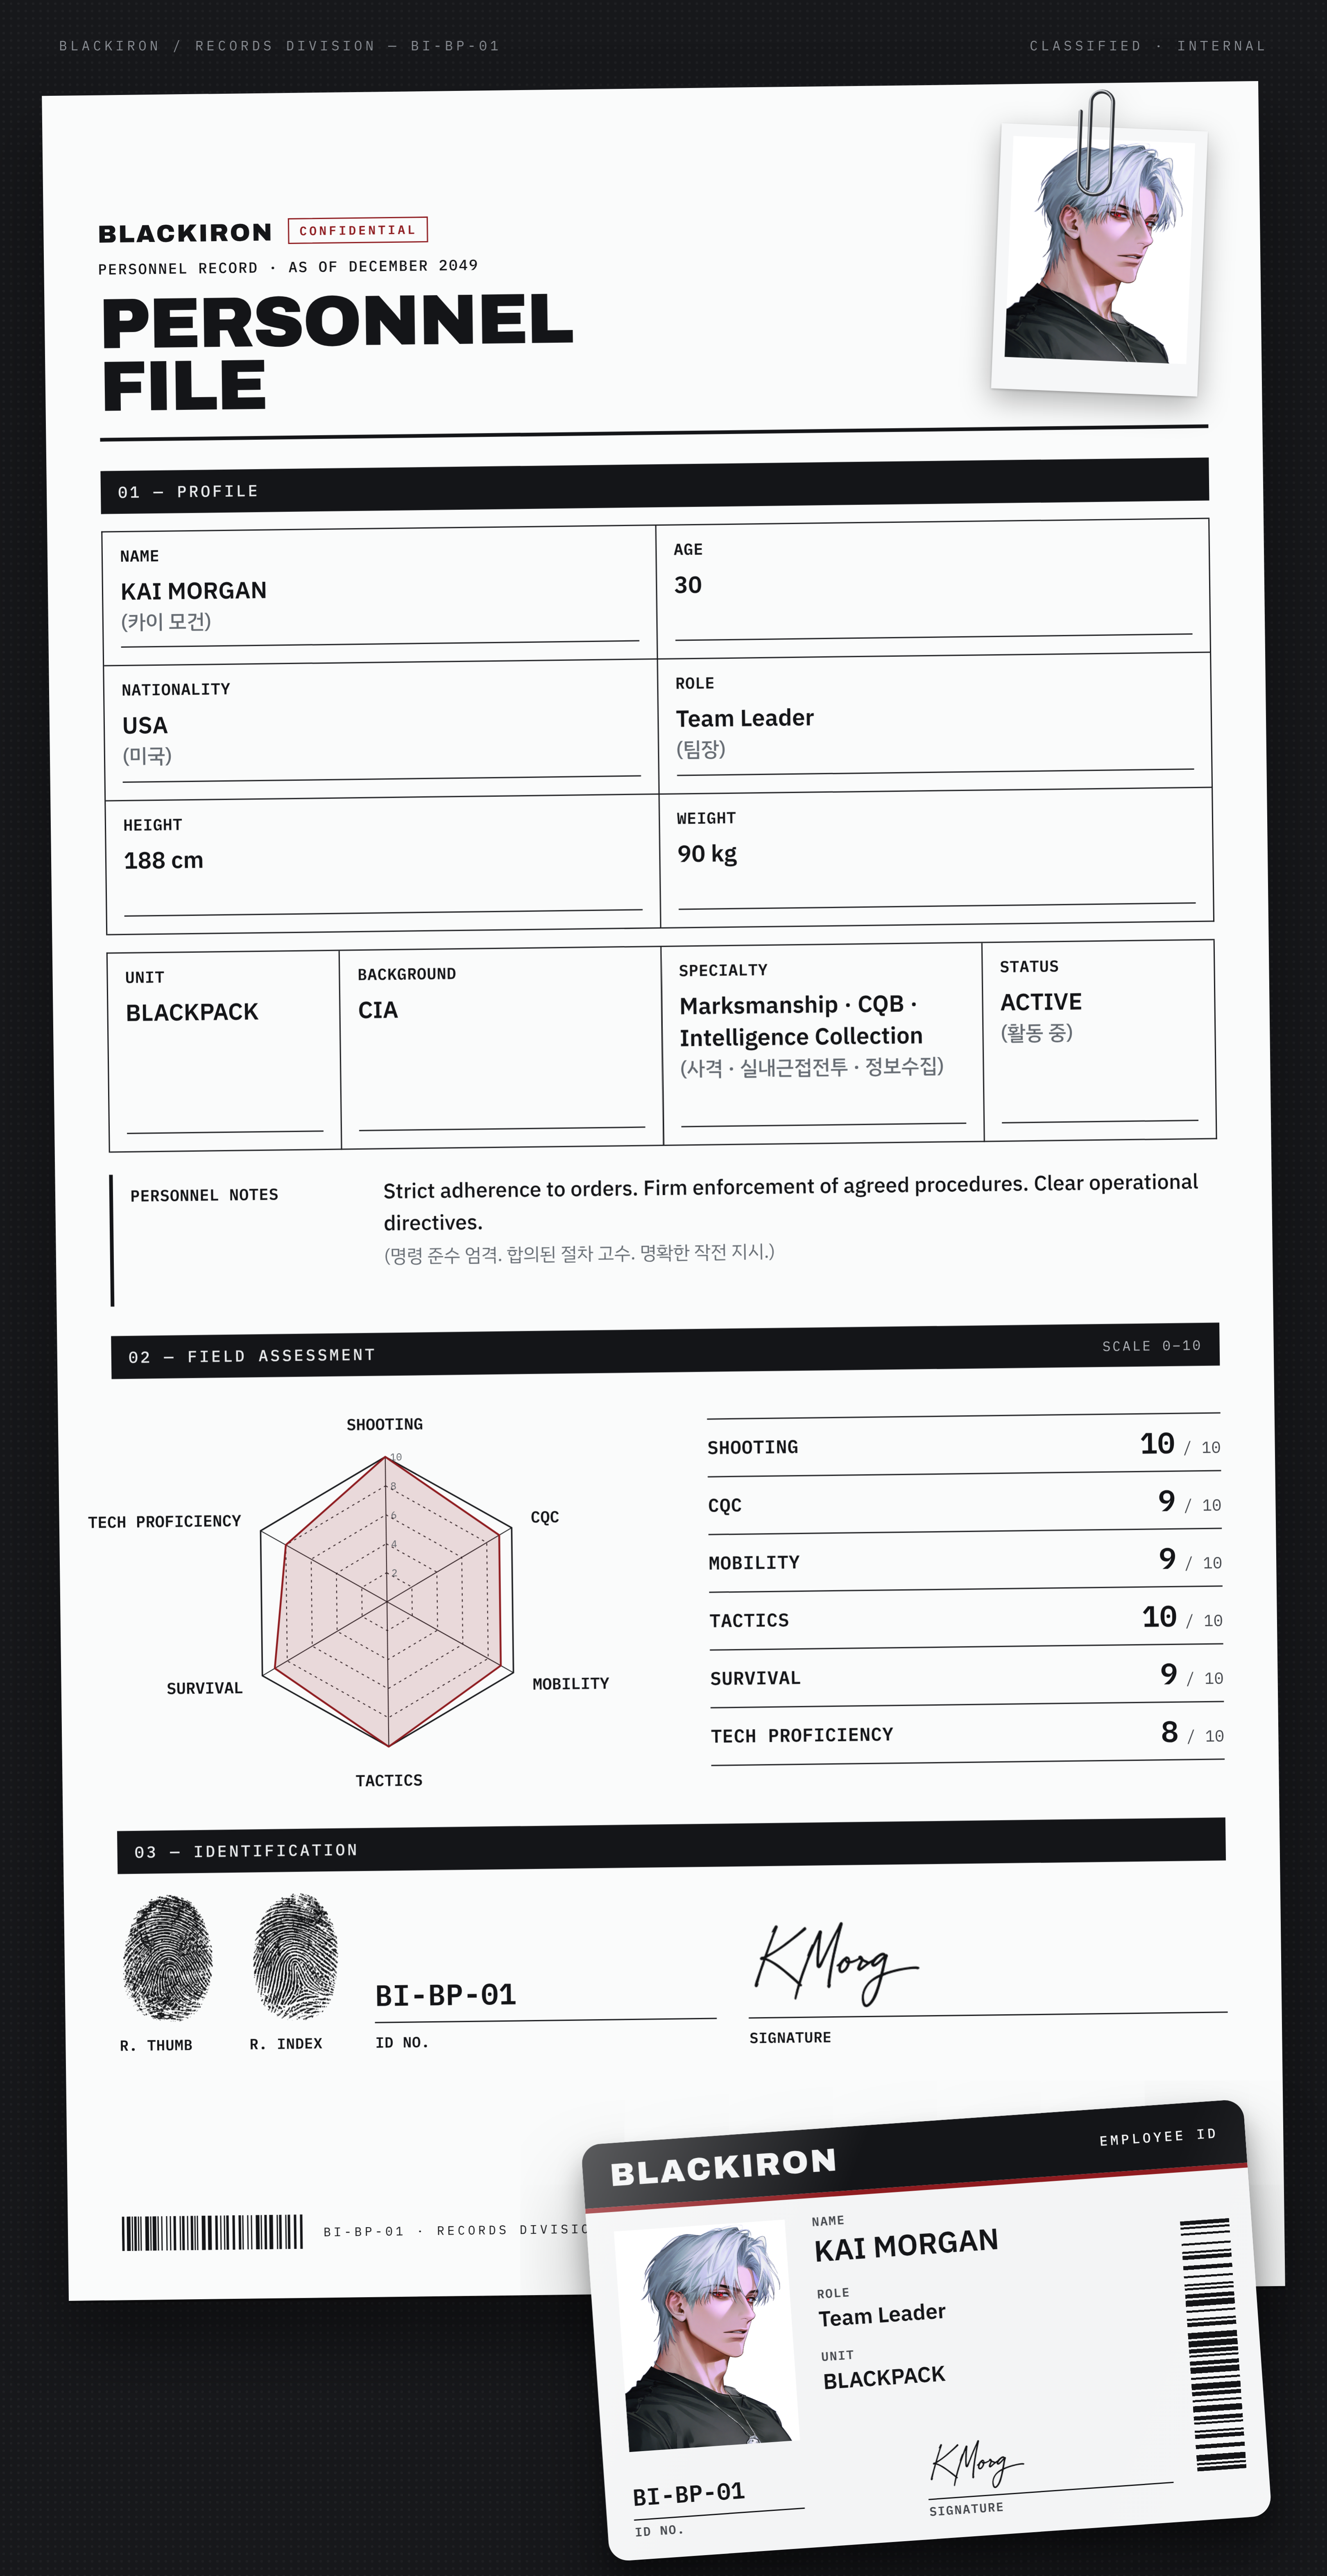 BLACKIRON / RECORDS DIVISION — BI-BP-01
CLASSIFIED · INTERNAL
BLACKIRON
CONFIDENTIAL
PERSONNEL RECORD · AS OF DECEMBER 2049
PERSONNEL
FILE
01 — PROFILE
NAME
KAI MORGAN
(카이 모건)
AGE
30
NATIONALITY
USA
(미국)
ROLE
Team Leader
(팀장)
HEIGHT
188 cm
WEIGHT
90 kg
UNIT
BLACKPACK
BACKGROUND
CIA
SPECIALTY
Marksmanship · CQB ·
Intelligence Collection
(사격 · 실내근접전투 · 정보수집)
STATUS
ACTIVE
(활동 중)
PERSONNEL NOTES
Strict adherence to orders. Firm enforcement of agreed procedures. Clear operational
directives.
(명령 준수 엄격. 합의된 절차 고수. 명확한 작전 지시.)
02 — FIELD ASSESSMENT
SCALE 0–10
SHOOTING
10
8
6
4
2
CQC
MOBILITY
TACTICS
SURVIVAL
TECH PROFICIENCY
SHOOTING 10 / 10
CQC 9 / 10
MOBILITY 9 / 10
TACTICS 10 / 10
SURVIVAL 9 / 10
TECH PROFICIENCY 8 / 10
03 — IDENTIFICATION
R. THUMB
R. INDEX
BI-BP-01
ID NO.
KMorg
SIGNATURE
BI-BP-01 · RECORDS DIVISIO
BLACKIRON
EMPLOYEE ID
NAME
KAI MORGAN
ROLE
Team Leader
UNIT
BLACKPACK
BI-BP-01
ID NO.
KMorg
SIGNATURE